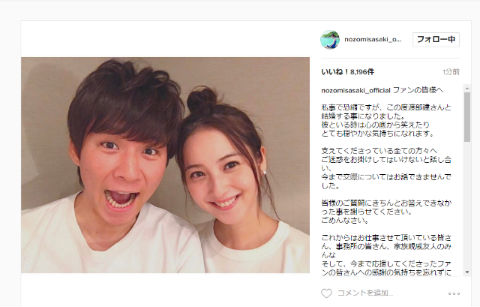 nozomisasaki_o...
フォロー中
いいね！8,196件
1分前
nozomisasaki_official ファンの皆様へ
私事で恐縮ですが、この度渡部建さんと
結婚する事になりました。
彼といる時は心の底から笑えたり
とても穏やかな気持ちになれます。
支えてくださっている全ての方々へ
ご迷惑をお掛けしてはいけないと話し合
い、
今まで交際についてはお話できませんで
した。
皆様のご質問にきちんとお答えできなか
った事を謝らせてください。
ごめんなさい。
これからはお仕事させて頂いている皆さ
ん、事務所の皆さん、家族親戚友人のみ
んな
そして、今まで応援してくださったファ
ンの皆さんへの感謝の気持ちを忘れずに
コメントを追加...